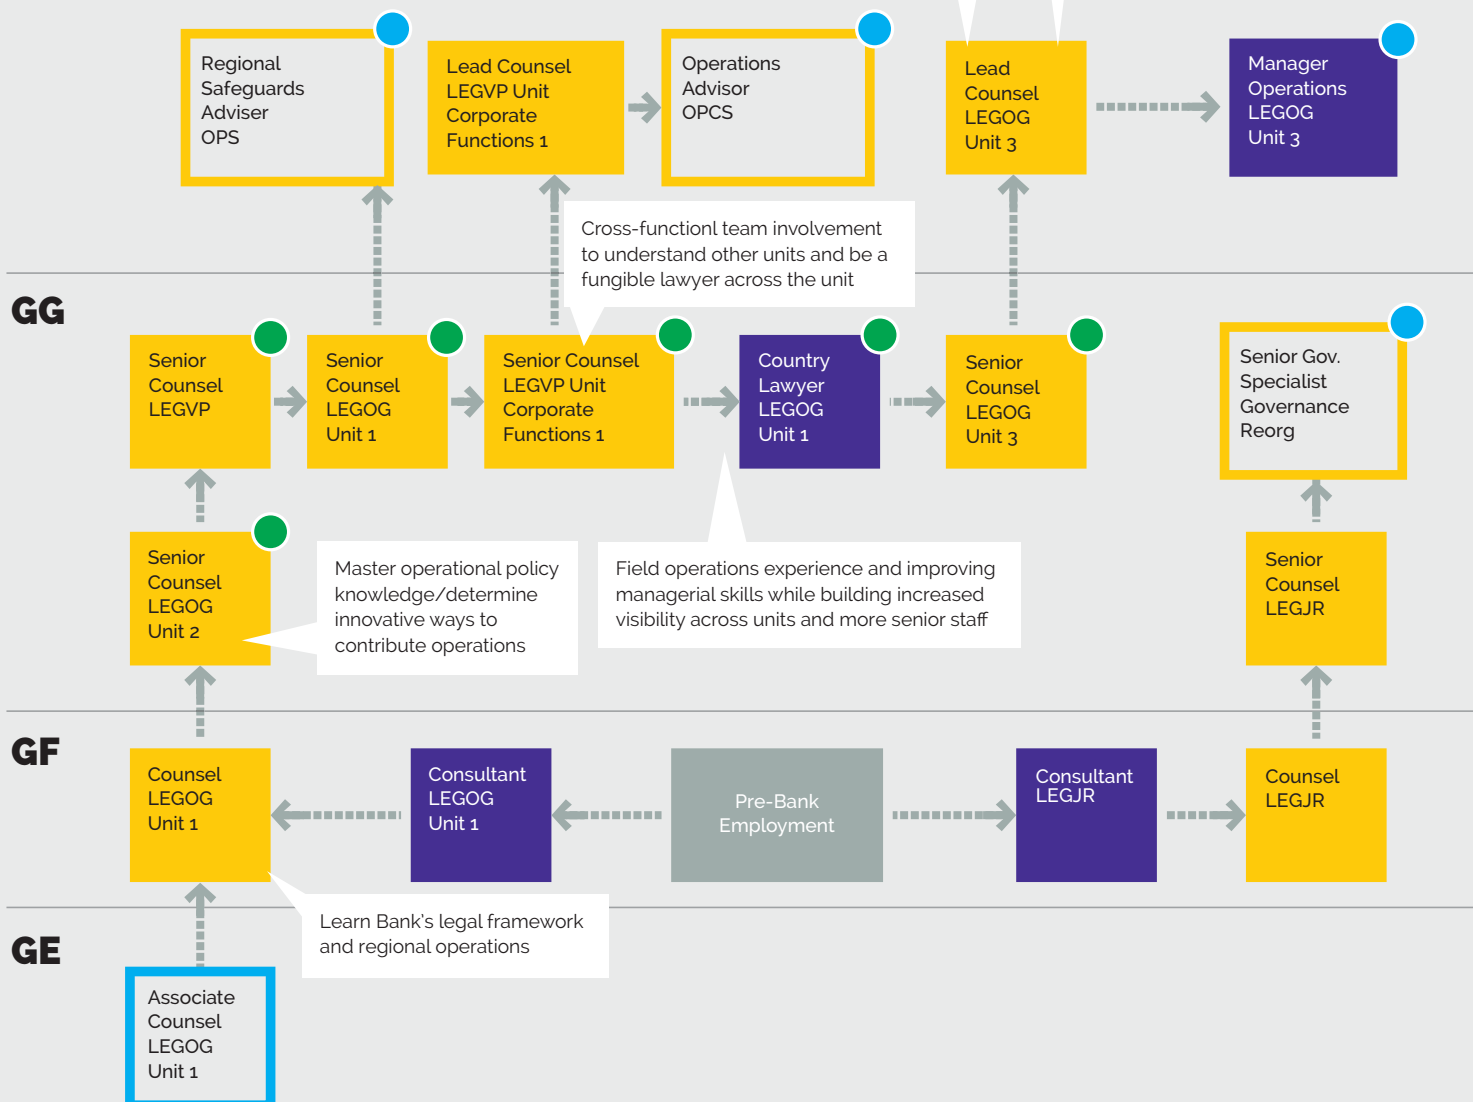 Regional
Safeguards
Adviser
OPS
Lead Counsel
LEGVP Unit
Corporate
Functions 1
Operations
Advisor
OPCS
Lead
Counsel
LEGOG
Unit 3
Manager
Operations
LEGOG
Unit 3
Cross-functionl team involvement
to understand other units and be a
fungible lawyer across the unit
GG
Senior
Counsel
LEGVP
Senior
Counsel
LEGOG
Unit 1
Senior Counsel
LEGVP Unit
Corporate
Functions 1
Country
Lawyer
LEGOG
Unit 1
Senior
Counsel
LEGOG
Unit 3
Senior Gov.
Specialist
Governance
Reorg
Senior
Counsel
LEGOG
Unit 2
Master operational policy
knowledge/determine
innovative ways to
contribute operations
Field operations experience and improving
managerial skills while building increased
visibility across units and more senior staff
Senior
Counsel
LEGJR
GF
Counsel
LEGOG
Unit 1
Consultant
LEGOG
Unit 1
Pre-Bank
Employment
Consultant
LEGJR
Counsel
LEGJR
Learn Bank's legal framework
and regional operations
GE
Associate
Counsel
LEGOG
Unit 1